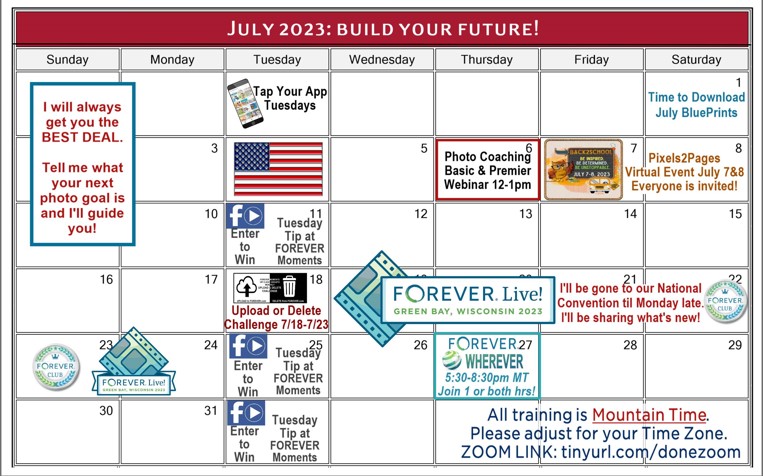 JULY 2023: BUILD YOUR FUTURE!
Sunday Monday Tuesday Wednesday Thursday Friday Saturday
I will always
get you the
BEST DEAL.
Tell me what
your next
photo goal is
and I'll guide
you!
Tap Your App
Tuesdays
1
Time to Download
July BluePrints
3
5
6
Photo Coaching
Basic & Premier
Webinar 12-1pm
7
BACK2SCHOOL
BE INSPIRED.
BE DETERMINED.
BE UNSTOPPABLE.
JULY 7-8, 2023
8
Pixels2Pages
Virtual Event July 7&8
Everyone is invited!
10
11
Enter
to
Win
Tuesday
Tip at
FOREVER
Moments
12
13
14
15
16
17
18
Upload or Delete
Challenge 7/18-7/23
FOREVER Live!
GREEN BAY, WISCONSIN 2023
21
22
I'll be gone to our National
Convention til Monday late.
I'll be sharing what's new!
FOREVER
CLUB
23
FOREVER
CLUB
24
FOREVER Live!
GREEN BAY, WISCONSIN 2023
25
Enter
to
Win
Tuesday
Tip at
FOREVER
Moments
26
27
FOREVER
WHEREVER
5:30-8:30pm MT
Join 1 or both hrs!
28
29
30
31
Enter
to
Win
Tuesday
Tip at
FOREVER
Moments
All training is Mountain Time.
Please adjust for your Time Zone.
ZOOM LINK: tinyurl.com/donezoom